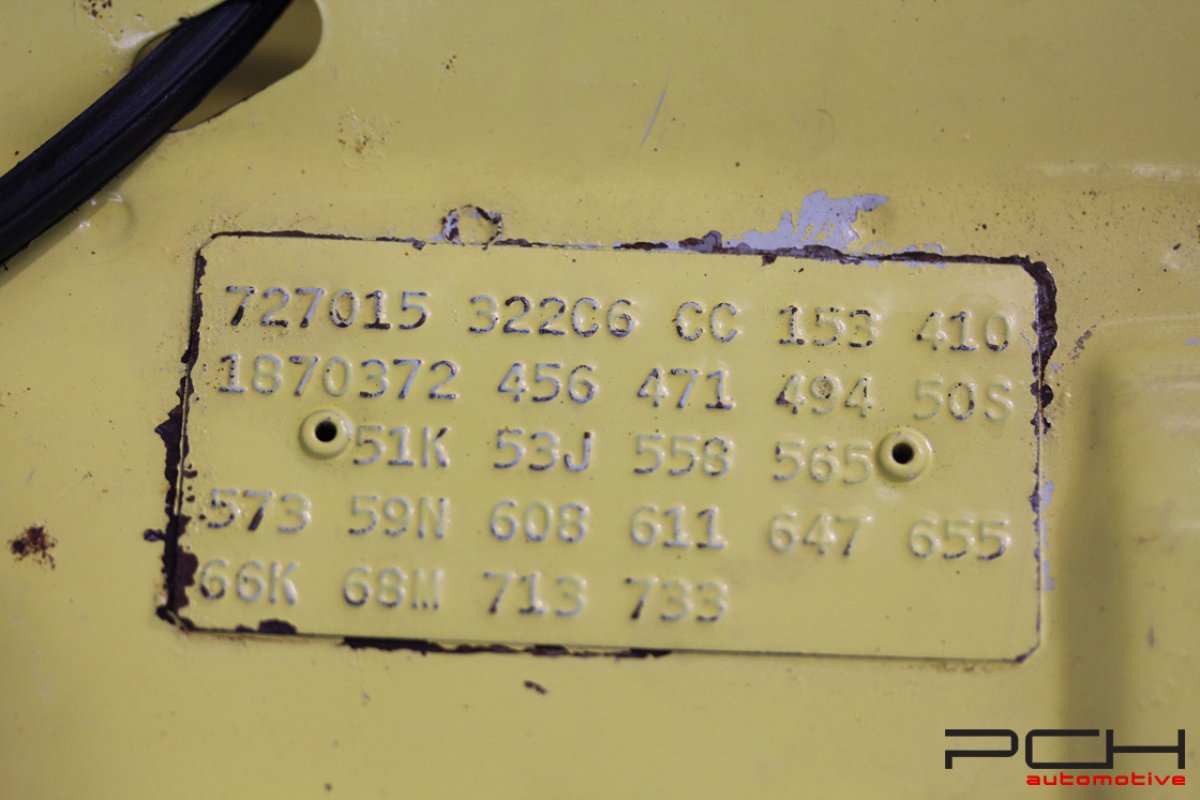 727015 322C6 CC 153 410
1870372 456 471 494 50S
51K 53J 558 565
573 59N 608 611 647 655
66K 68M 713 733
PCH
automotive